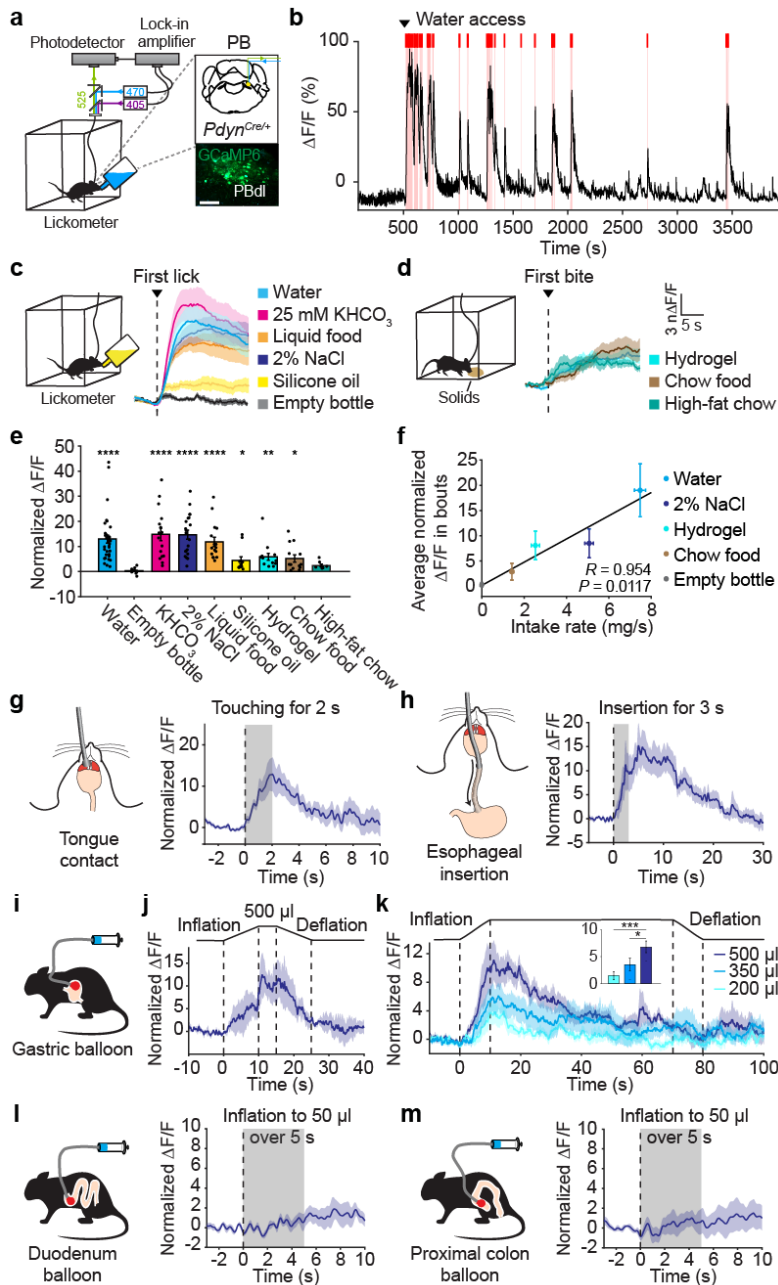 a
Lock-in
amplifier
Photodetector
525
470
405
Lickometer
PB
Pdyn^Cre/+
GCaMP6
PBdl
b
Water access
ΔF/F (%)
100
50
0
500 1000 1500 2000 2500 3000 3500
Time (s)
c
First lick
Lickometer
Water
25 mM KHCO₃
Liquid food
2% NaCl
Silicone oil
Empty bottle
d
First bite
Solids
3 nΔF/F
5 s
Hydrogel
Chow food
High-fat chow
e
Normalized ΔF/F
50
40
30
20
10
0
-10
**** **** **** **** * ** *
Water
Empty bottle
KHCO₃
2% NaCl
Liquid food
Silicone oil
Hydrogel
Chow food
High-fat chow
f
Average normalized
ΔF/F in bouts
25
20
15
10
5
0
0 2 4 6 8
Intake rate (mg/s)
R = 0.954
P = 0.0117
Water
2% NaCl
Hydrogel
Chow food
Empty bottle
g
Tongue
contact
Touching for 2 s
Normalized ΔF/F
20
10
0
-2 0 2 4 6 8 10
Time (s)
h
Esophageal
insertion
Insertion for 3 s
Normalized ΔF/F
20
15
10
5
0
-5
0 10 20 30
Time (s)
i
Gastric balloon
j
Inflation
500 µl
Deflation
Normalized ΔF/F
15
10
5
0
-10 0 10 20 30 40
Time (s)
k
Inflation
Deflation
Normalized ΔF/F
12
8
4
0
-10 0 20 40 60 80 100
Time (s)
10
5
0
***
*
500 µl
350 µl
200 µl
l
Duodenum
balloon
Inflation to 50 µl
over 5 s
Normalized ΔF/F
10
8
6
4
2
0
-2
-2 0 2 4 6 8 10
Time (s)
m
Proximal colon
balloon
Inflation to 50 µl
over 5 s
Normalized ΔF/F
10
8
6
4
2
0
-2
-2 0 2 4 6 8 10
Time (s)